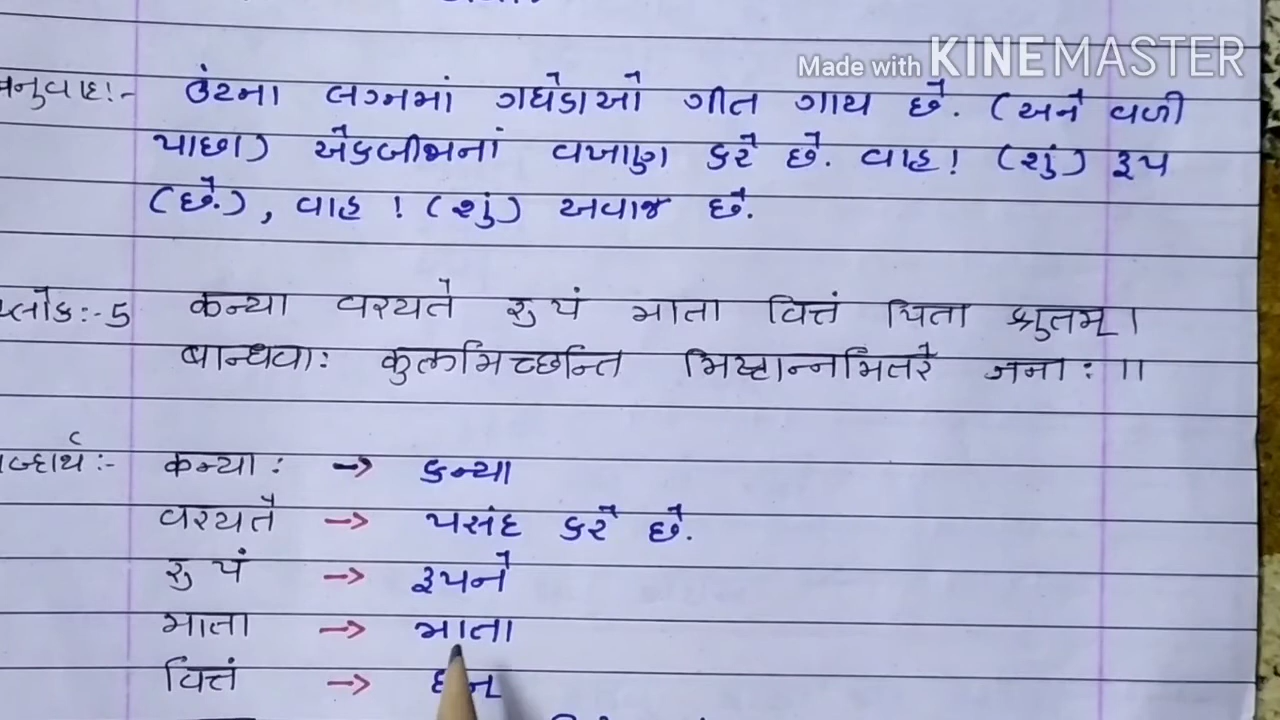 Made with KINEMASTER
અનુવાદઃ- ઉંટના લગ્નમાં ગધેડાઓ ગીત ગાય છે. (અને વળી
પાછા) એકબીજાનાં વખાણ કરે છે. વાહ! (શું) રૂપ
(છે.), વાહ ! (શું) અવાજ છે.
શ્લોકઃ-5 कन्या वरयते रुपं माता वित्तं पिता श्रुतम् ।
बान्धवाः कुलमिच्छन्ति मिष्टान्नमितरे जनाः ॥
શબ્દાર્થઃ- कन्याः → કન્યા
वरयते → પસંદ કરે છે.
रुपं → રૂપને
माता → માતા
वित्तं → ધન